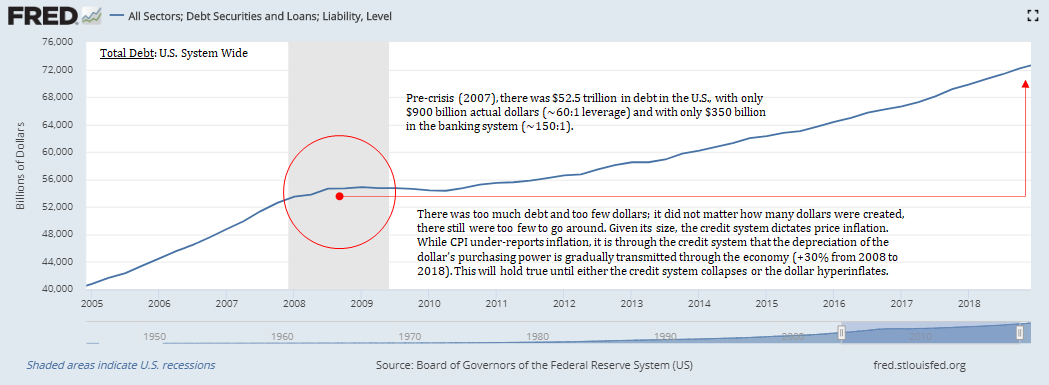 FRED
All Sectors; Debt Securities and Loans; Liability, Level
Total Debt: U.S. System Wide
76,000
72,000
68,000
64,000
60,000
56,000
52,000
48,000
44,000
40,000
Billions of Dollars
Pre-crisis (2007), there was $52.5 trillion in debt in the U.S., with only
$900 billion actual dollars (~60:1 leverage) and with only $350 billion
in the banking system (~150:1).
There was too much debt and too few dollars; it did not matter how many dollars were created,
there still were too few to go around. Given its size, the credit system dictates price inflation.
While CPI under-reports inflation, it is through the credit system that the depreciation of the
dollar's purchasing power is gradually transmitted through the economy (+30% from 2008 to
2018). This will hold true until either the credit system collapses or the dollar hyperinflates.
2005 2006 2007 2008 2009 2010 2011 2012 2013 2014 2015 2016 2017 2018
1950 1960 1970 1980 1990 2000 2010
Shaded areas indicate U.S. recessions
Source: Board of Governors of the Federal Reserve System (US)
fred.stlouisfed.org